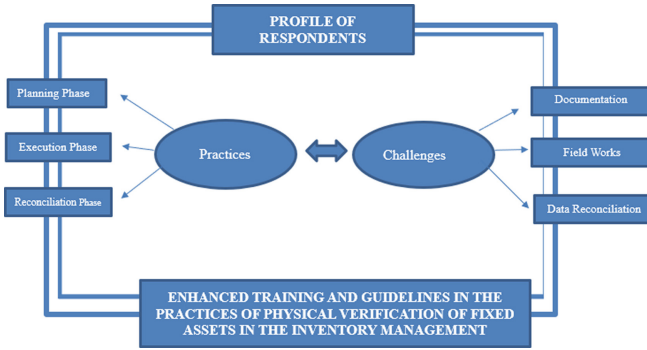 PROFILE OF
RESPONDENTS
Planning Phase
Execution Phase
Reconciliation Phase
Practices
Challenges
Documentation
Field Works
Data Reconciliation
ENHANCED TRAINING AND GUIDELINES IN THE
PRACTICES OF PHYSICAL VERIFICATION OF FIXED
ASSETS IN THE INVENTORY MANAGEMENT